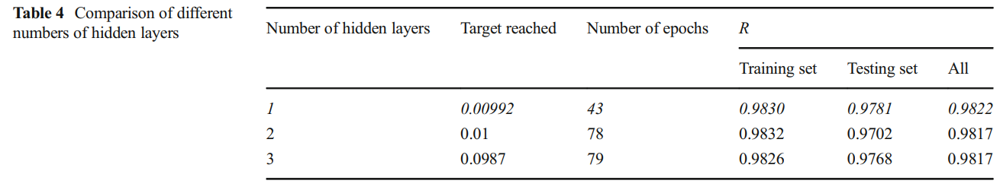 Table 4 Comparison of different
numbers of hidden layers
Number of hidden layers Target reached Number of epochs R
Training set Testing set All
1 0.00992 43 0.9830 0.9781 0.9822
2 0.01 78 0.9832 0.9702 0.9817
3 0.0987 79 0.9826 0.9768 0.9817